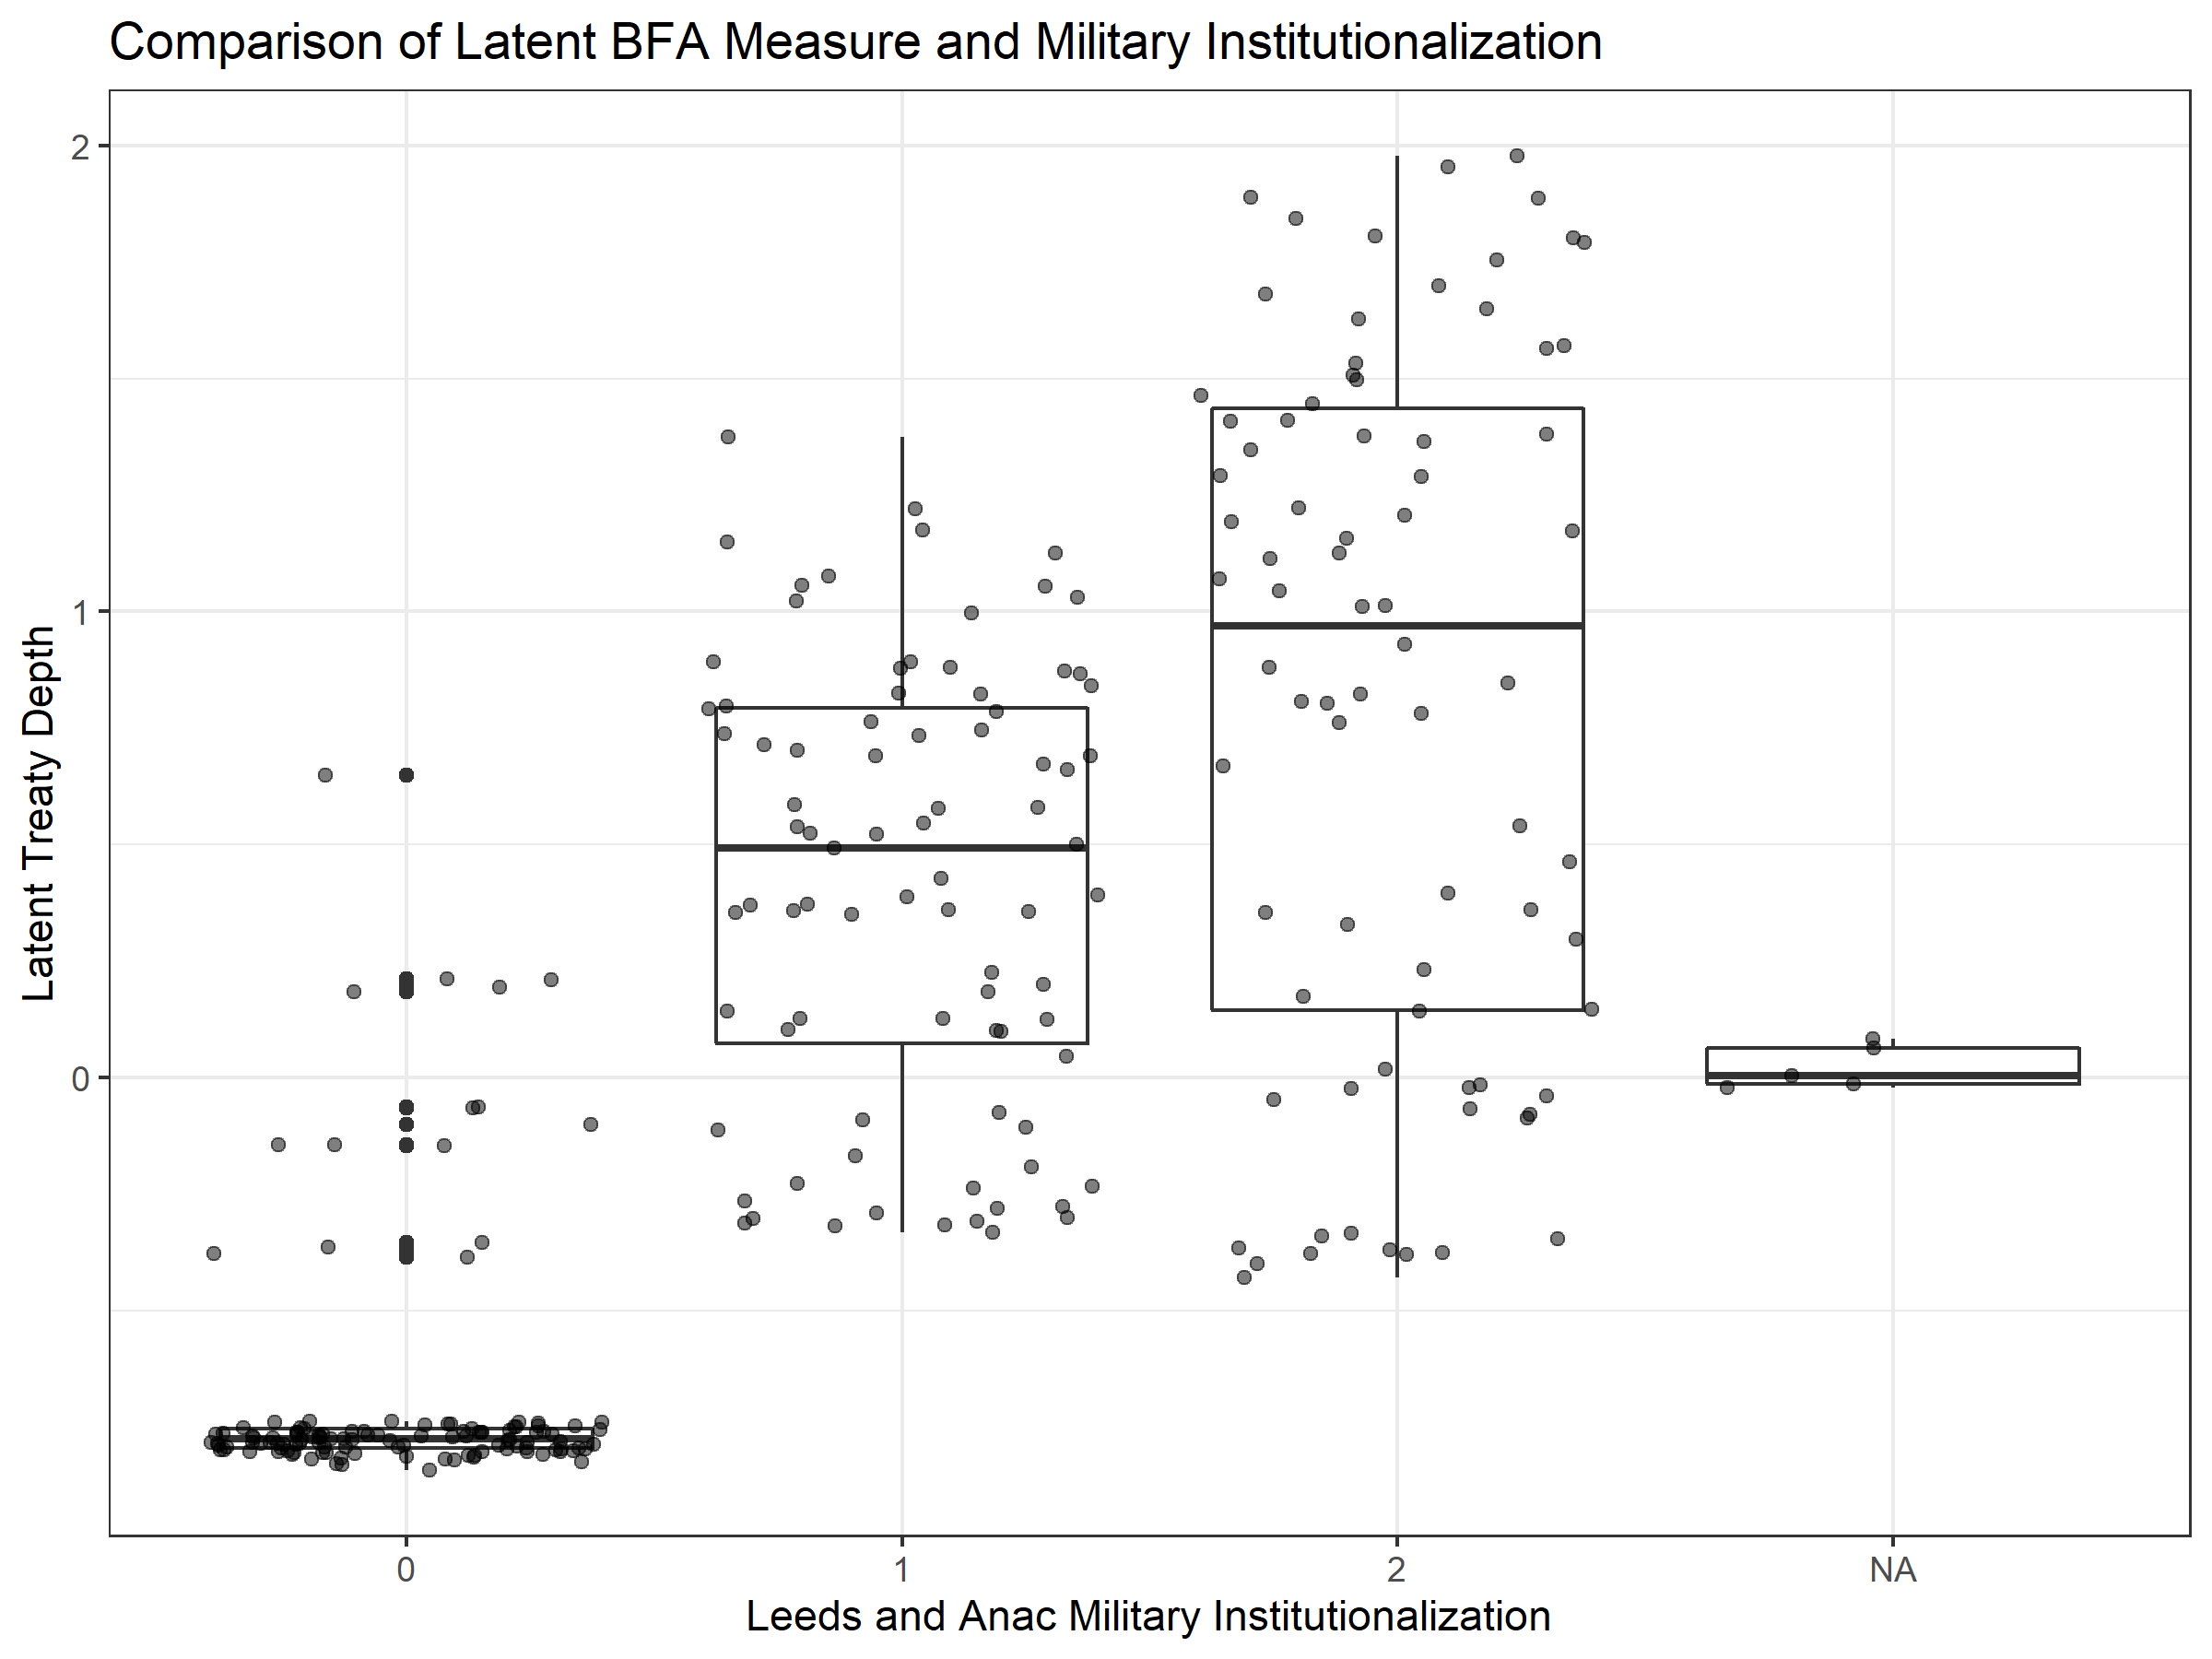 Comparison of Latent BFA Measure and Military Institutionalization
2
1
0
Latent Treaty Depth
0 1 2 NA
Leeds and Anac Military Institutionalization